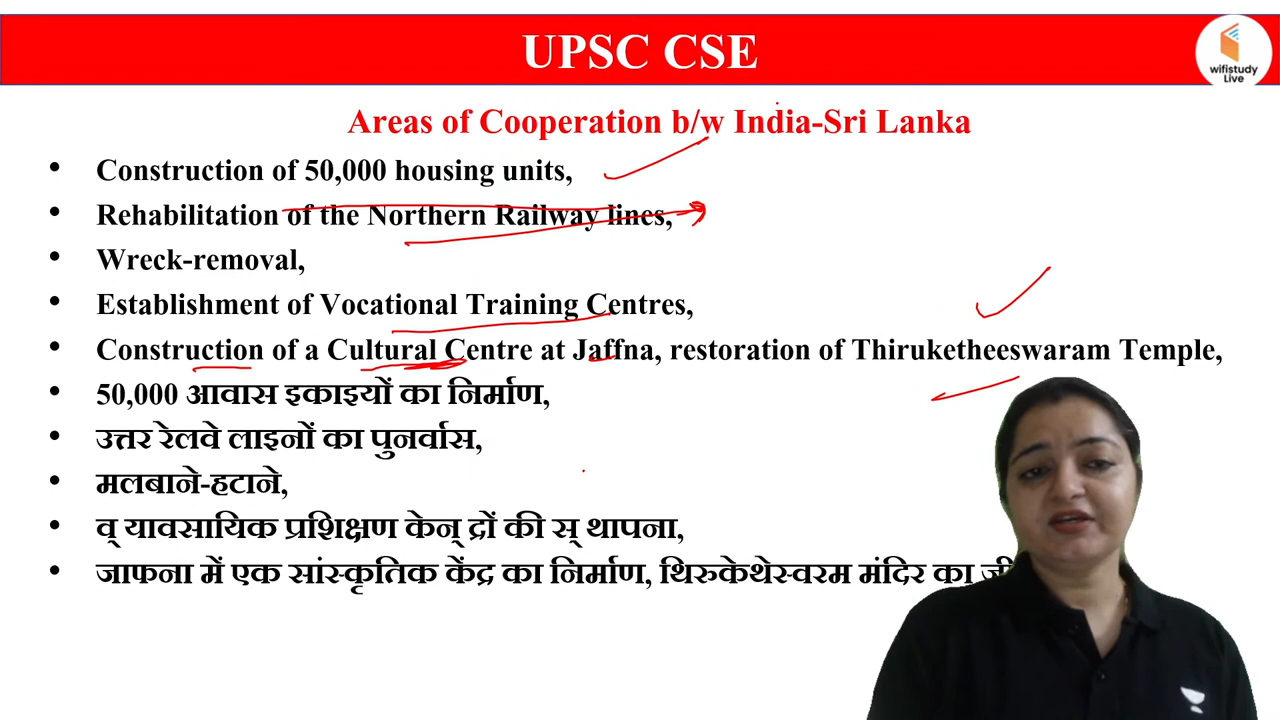 UPSC CSE
wifistudy
Live
Areas of Cooperation b/w India-Sri Lanka
• Construction of 50,000 housing units,
• Rehabilitation of the Northern Railway lines,
• Wreck-removal,
• Establishment of Vocational Training Centres,
• Construction of a Cultural Centre at Jaffna, restoration of Thiruketheeswaram Temple,
• 50,000 आवास इकाइयों का निर्माण,
• उत्तर रेलवे लाइनों का पुनर्वास,
• मलबाने-हटाने,
• व् यावसायिक प्रशिक्षण केन् द्रों की स् थापना,
• जाफना में एक सांस्कृतिक केंद्र का निर्माण, थिरुकेथेस्वरम मंदिर का